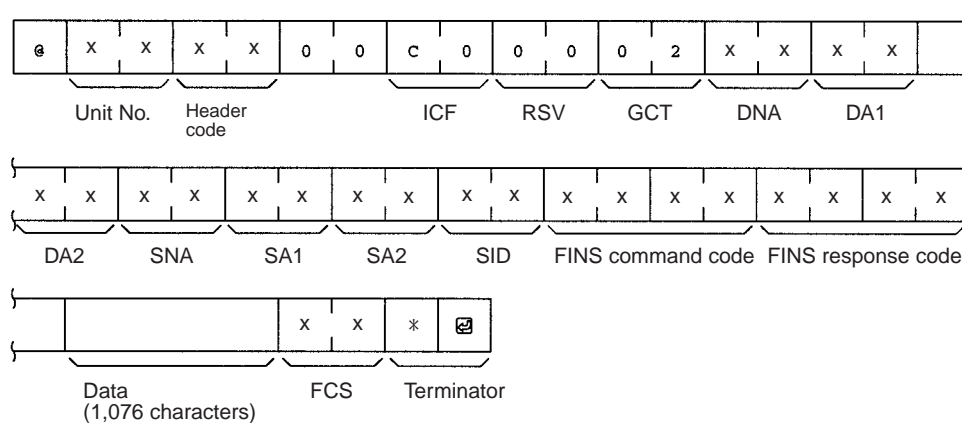 @ x x x x 0 0 C 0 0 0 0 2 x x x x
Unit No. Header code ICF RSV GCT DNA DA1
x x x x x x x x x x x x x x x x x x
DA2 SNA SA1 SA2 SID FINS command code FINS response code
x x * ↵
Data FCS Terminator
(1,076 characters)